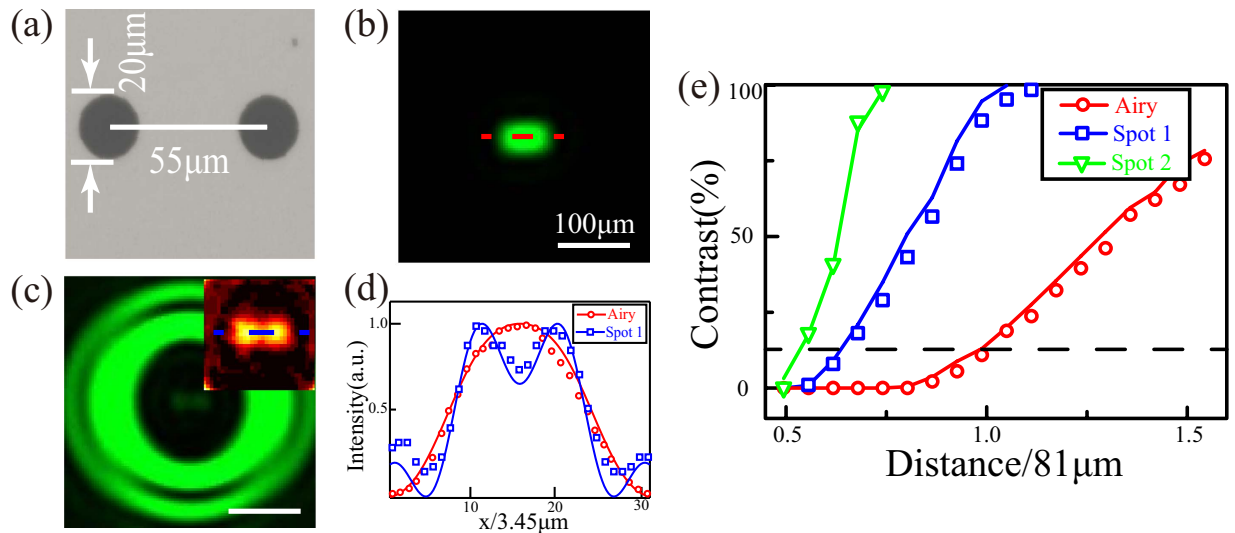 (a)
20μm
55μm
(b)
100μm
(c)
(d)
Airy
Spot 1
1.0
0.5
Intensity(a.u.)
10
20
30
x/3.45μm
(e)
Airy
Spot 1
Spot 2
100
50
0
Contrast(%)
0.5
1.0
1.5
Distance/81μm